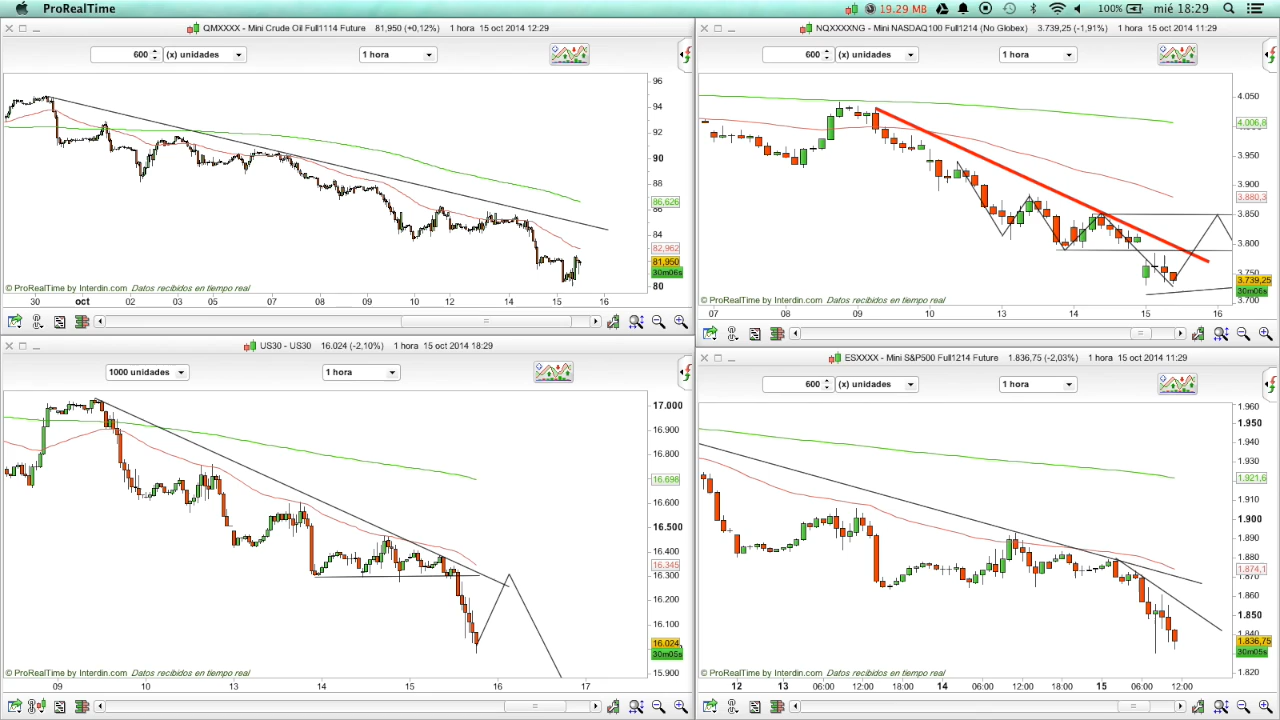 ProRealTime
19.29 MB
100%
mié 18:29
QMXXXX - Mini Crude Oil Full1114 Future 81,950 (+0,12%) 1 hora 15 oct 2014 12:29
600 (x) unidades 1 hora
96
94
92
90
88
86,626
86
84
82,962
81,950
30m06s
80
© ProRealTime by Interdin.com Datos recibidos en tiempo real
30 oct 02 03 06 07 08 09 10 12 14 15 16
NQXXXXNG - Mini NASDAQ100 Full1214 (No Globex) 3.739,25 (-1,91%) 1 hora 15 oct 2014 11:29
600 (x) unidades 1 hora
4.050
4.006,8
3.950
3.900
3.880,3
3.850
3.800
3.750
3.739,25
30m06s
3.700
© ProRealTime by Interdin.com Datos recibidos en tiempo real
07 08 09 10 13 14 15 16
US30 - US30 16.024 (-2,10%) 1 hora 15 oct 2014 18:29
1000 unidades 1 hora
17.000
16.900
16.800
16.698
16.600
16.500
16.400
16.345
16.300
16.200
16.100
16.024
30m05s
15.900
© ProRealTime by Interdin.com Datos recibidos en tiempo real
09 10 13 14 15 16 17
ESXXXX - Mini S&P500 Full1214 Future 1.836,75 (-2,03%) 1 hora 15 oct 2014 11:29
600 (x) unidades 1 hora
1.960
1.950
1.940
1.930
1.921,6
1.910
1.900
1.890
1.880
1.874,1
1.870
1.860
1.850
1.840
1.836,75
30m05s
1.820
© ProRealTime by Interdin.com Datos recibidos en tiempo real
12 13 06:00 12:00 18:00 14 06:00 12:00 18:00 15 06:00 12:00